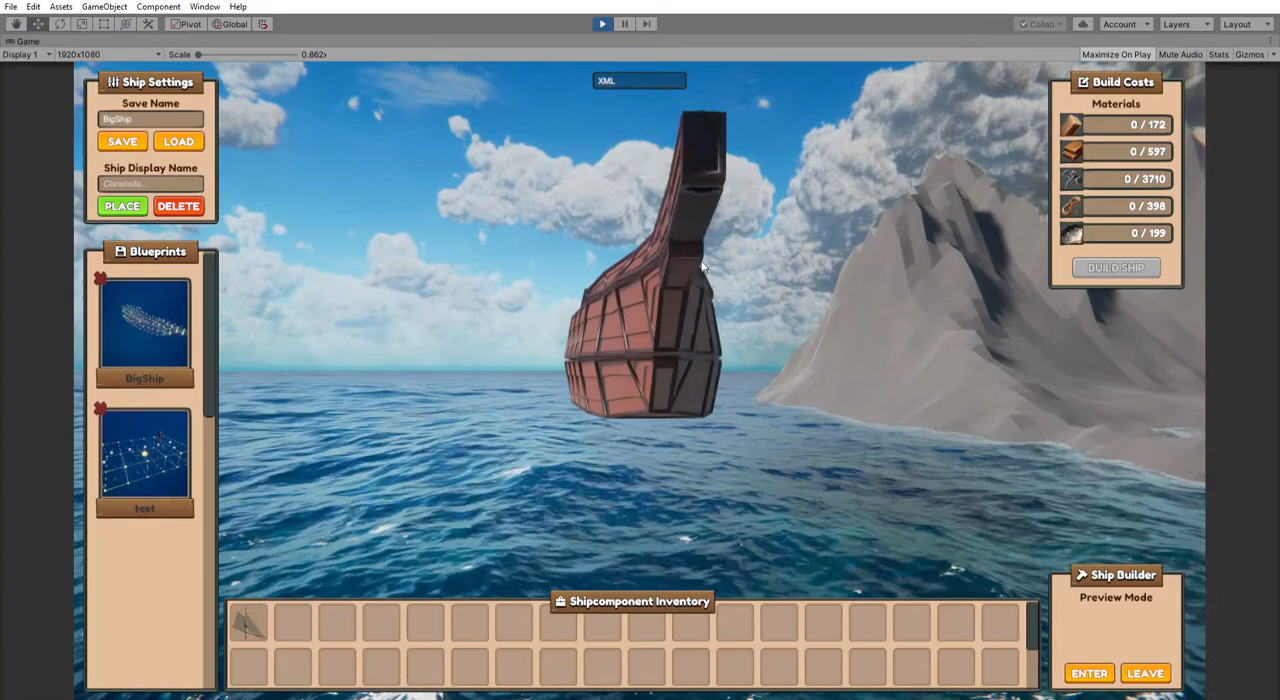 File Edit Assets GameObject Component Window Help
Pivot Global Collab Account Layers Layout
Game
Display 1 1920x1080 Scale 0.862x Maximize On Play Mute Audio Stats Gizmos
XML
Ship Settings
Save Name
BigShip
SAVE LOAD
Ship Display Name
Clarabella...
PLACE DELETE
Blueprints
BigShip
test
Build Costs
Materials
0 / 172
0 / 597
0 / 3710
0 / 398
0 / 199
BUILD SHIP
Shipcomponent Inventory
Ship Builder
Preview Mode
ENTER LEAVE